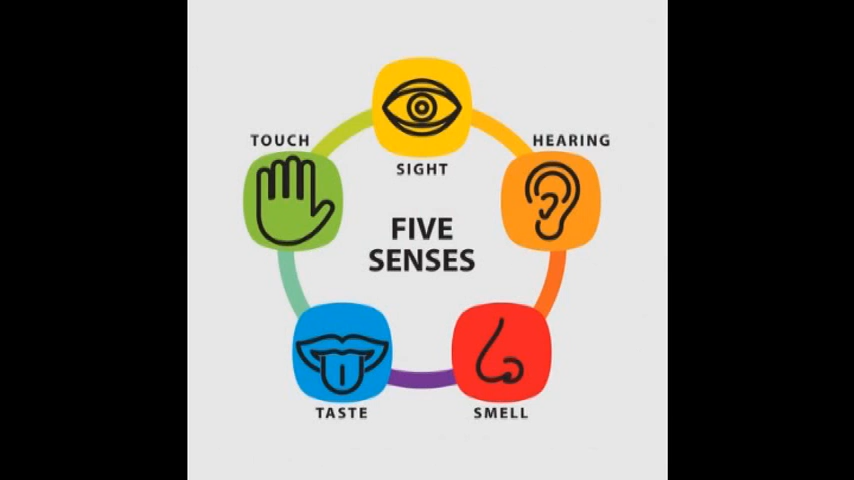 TOUCH
HEARING
SIGHT
FIVE
SENSES
TASTE
SMELL